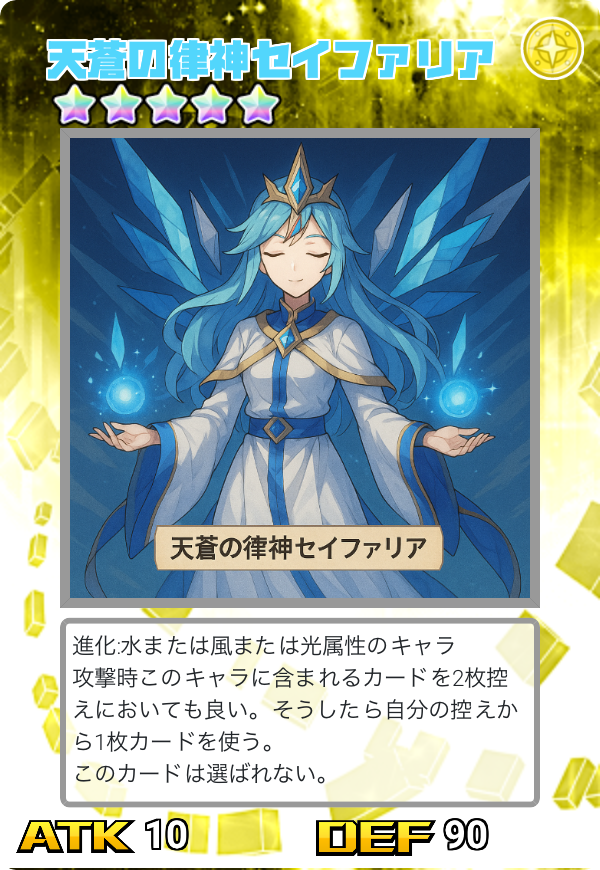 天蒼の律神セイファリア
天蒼の律神セイファリア
進化:水または風または光属性のキャラ
攻撃時このキャラに含まれるカードを2枚控
えにおいても良い。そうしたら自分の控えか
ら1枚カードを使う。
このカードは選ばれない。
ATK 10 DEF 90